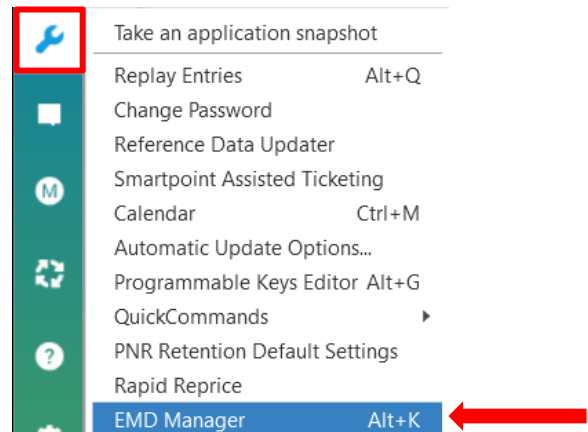 Take an application snapshot
Replay Entries Alt+Q
Change Password
Reference Data Updater
Smartpoint Assisted Ticketing
M
Calendar Ctrl+M
Automatic Update Options...
Programmable Keys Editor Alt+G
QuickCommands
? PNR Retention Default Settings
Rapid Reprice
EMD Manager Alt+K